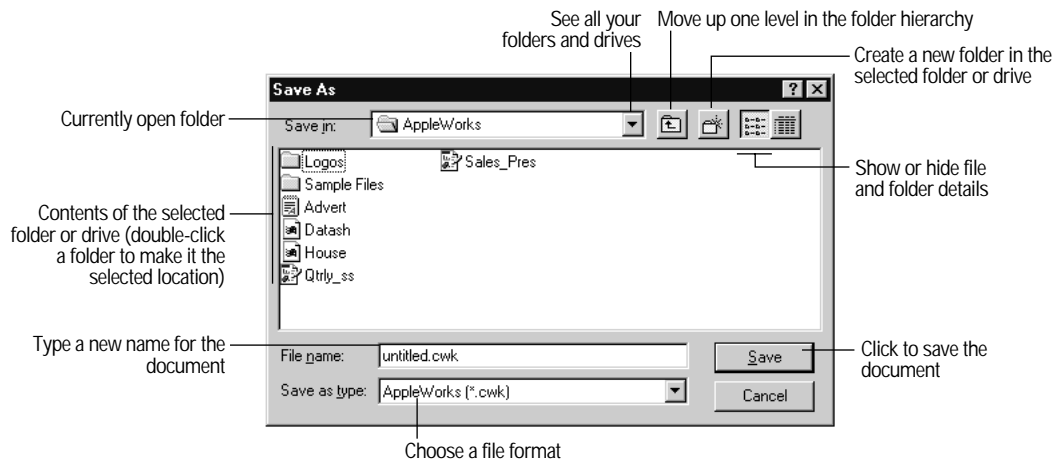 See all your
folders and drives
Move up one level in the folder hierarchy
Create a new folder in the
selected folder or drive
Save As
Currently open folder
Save in:
AppleWorks
Logos
Sample Files
Advert
Datash
House
Qtrly_ss
Sales_Pres
Show or hide file
and folder details
Contents of the selected
folder or drive (double-click
a folder to make it the
selected location)
Type a new name for the
document
File name:
untitled.cwk
Save
Click to save the
document
Save as type:
AppleWorks (*.cwk)
Cancel
Choose a file format